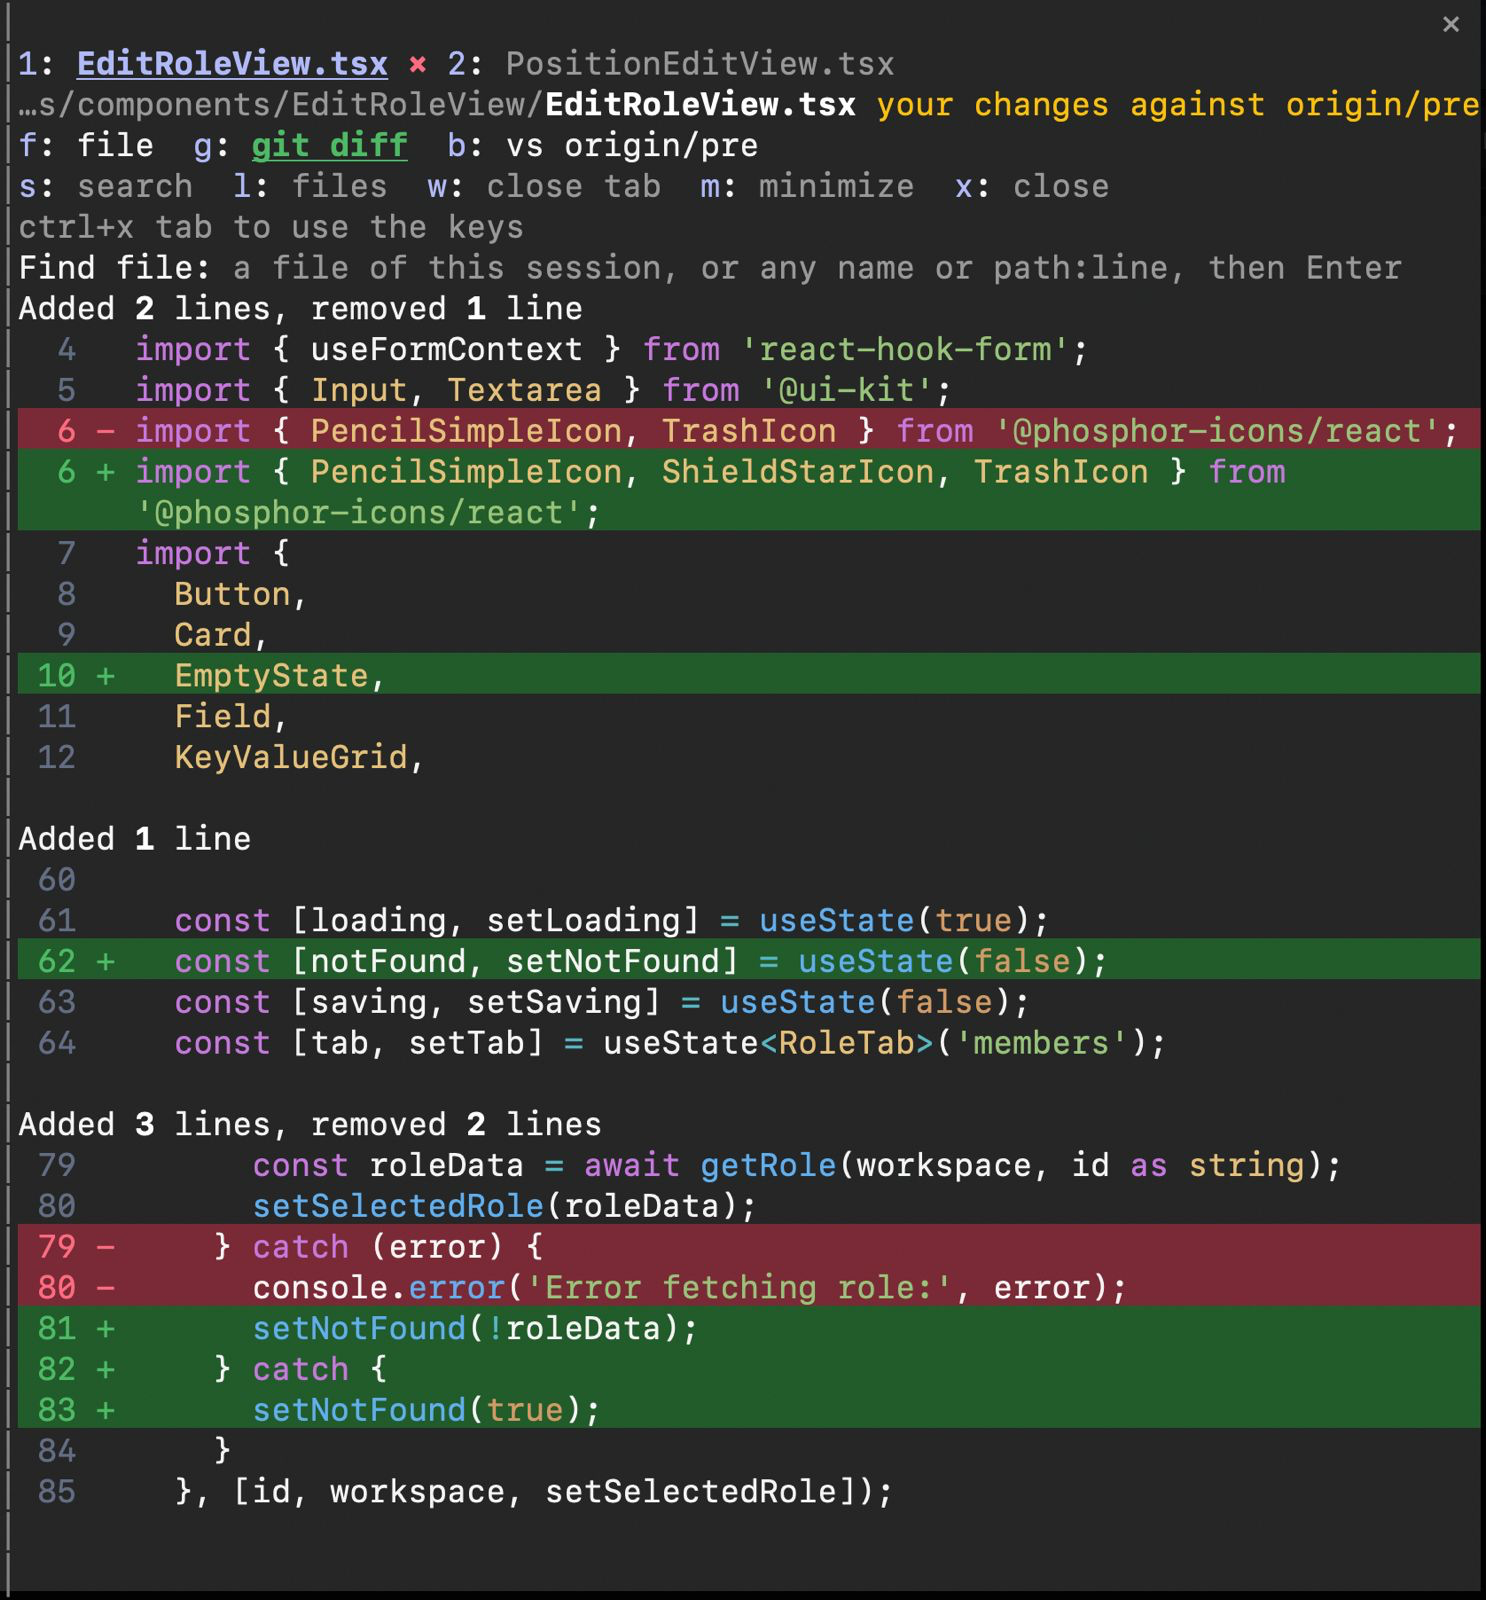 ×
1: EditRoleView.tsx × 2: PositionEditView.tsx
…s/components/EditRoleView/EditRoleView.tsx your changes against origin/pre
f: file  g: git diff  b: vs origin/pre
s: search  l: files  w: close tab  m: minimize  x: close
ctrl+x tab to use the keys
Find file: a file of this session, or any name or path:line, then Enter
Added 2 lines, removed 1 line
4   import { useFormContext } from 'react-hook-form';
5   import { Input, Textarea } from '@ui-kit';
6 - import { PencilSimpleIcon, TrashIcon } from '@phosphor-icons/react';
6 + import { PencilSimpleIcon, ShieldStarIcon, TrashIcon } from
'@phosphor-icons/react';
7   import {
8     Button,
9     Card,
10 +   EmptyState,
11     Field,
12     KeyValueGrid,
Added 1 line
60
61     const [loading, setLoading] = useState(true);
62 +   const [notFound, setNotFound] = useState(false);
63     const [saving, setSaving] = useState(false);
64     const [tab, setTab] = useState<RoleTab>('members');
Added 3 lines, removed 2 lines
79         const roleData = await getRole(workspace, id as string);
80         setSelectedRole(roleData);
79 -     } catch (error) {
80 -       console.error('Error fetching role:', error);
81 +       setNotFound(!roleData);
82 +     } catch {
83 +       setNotFound(true);
84       }
85     }, [id, workspace, setSelectedRole]);